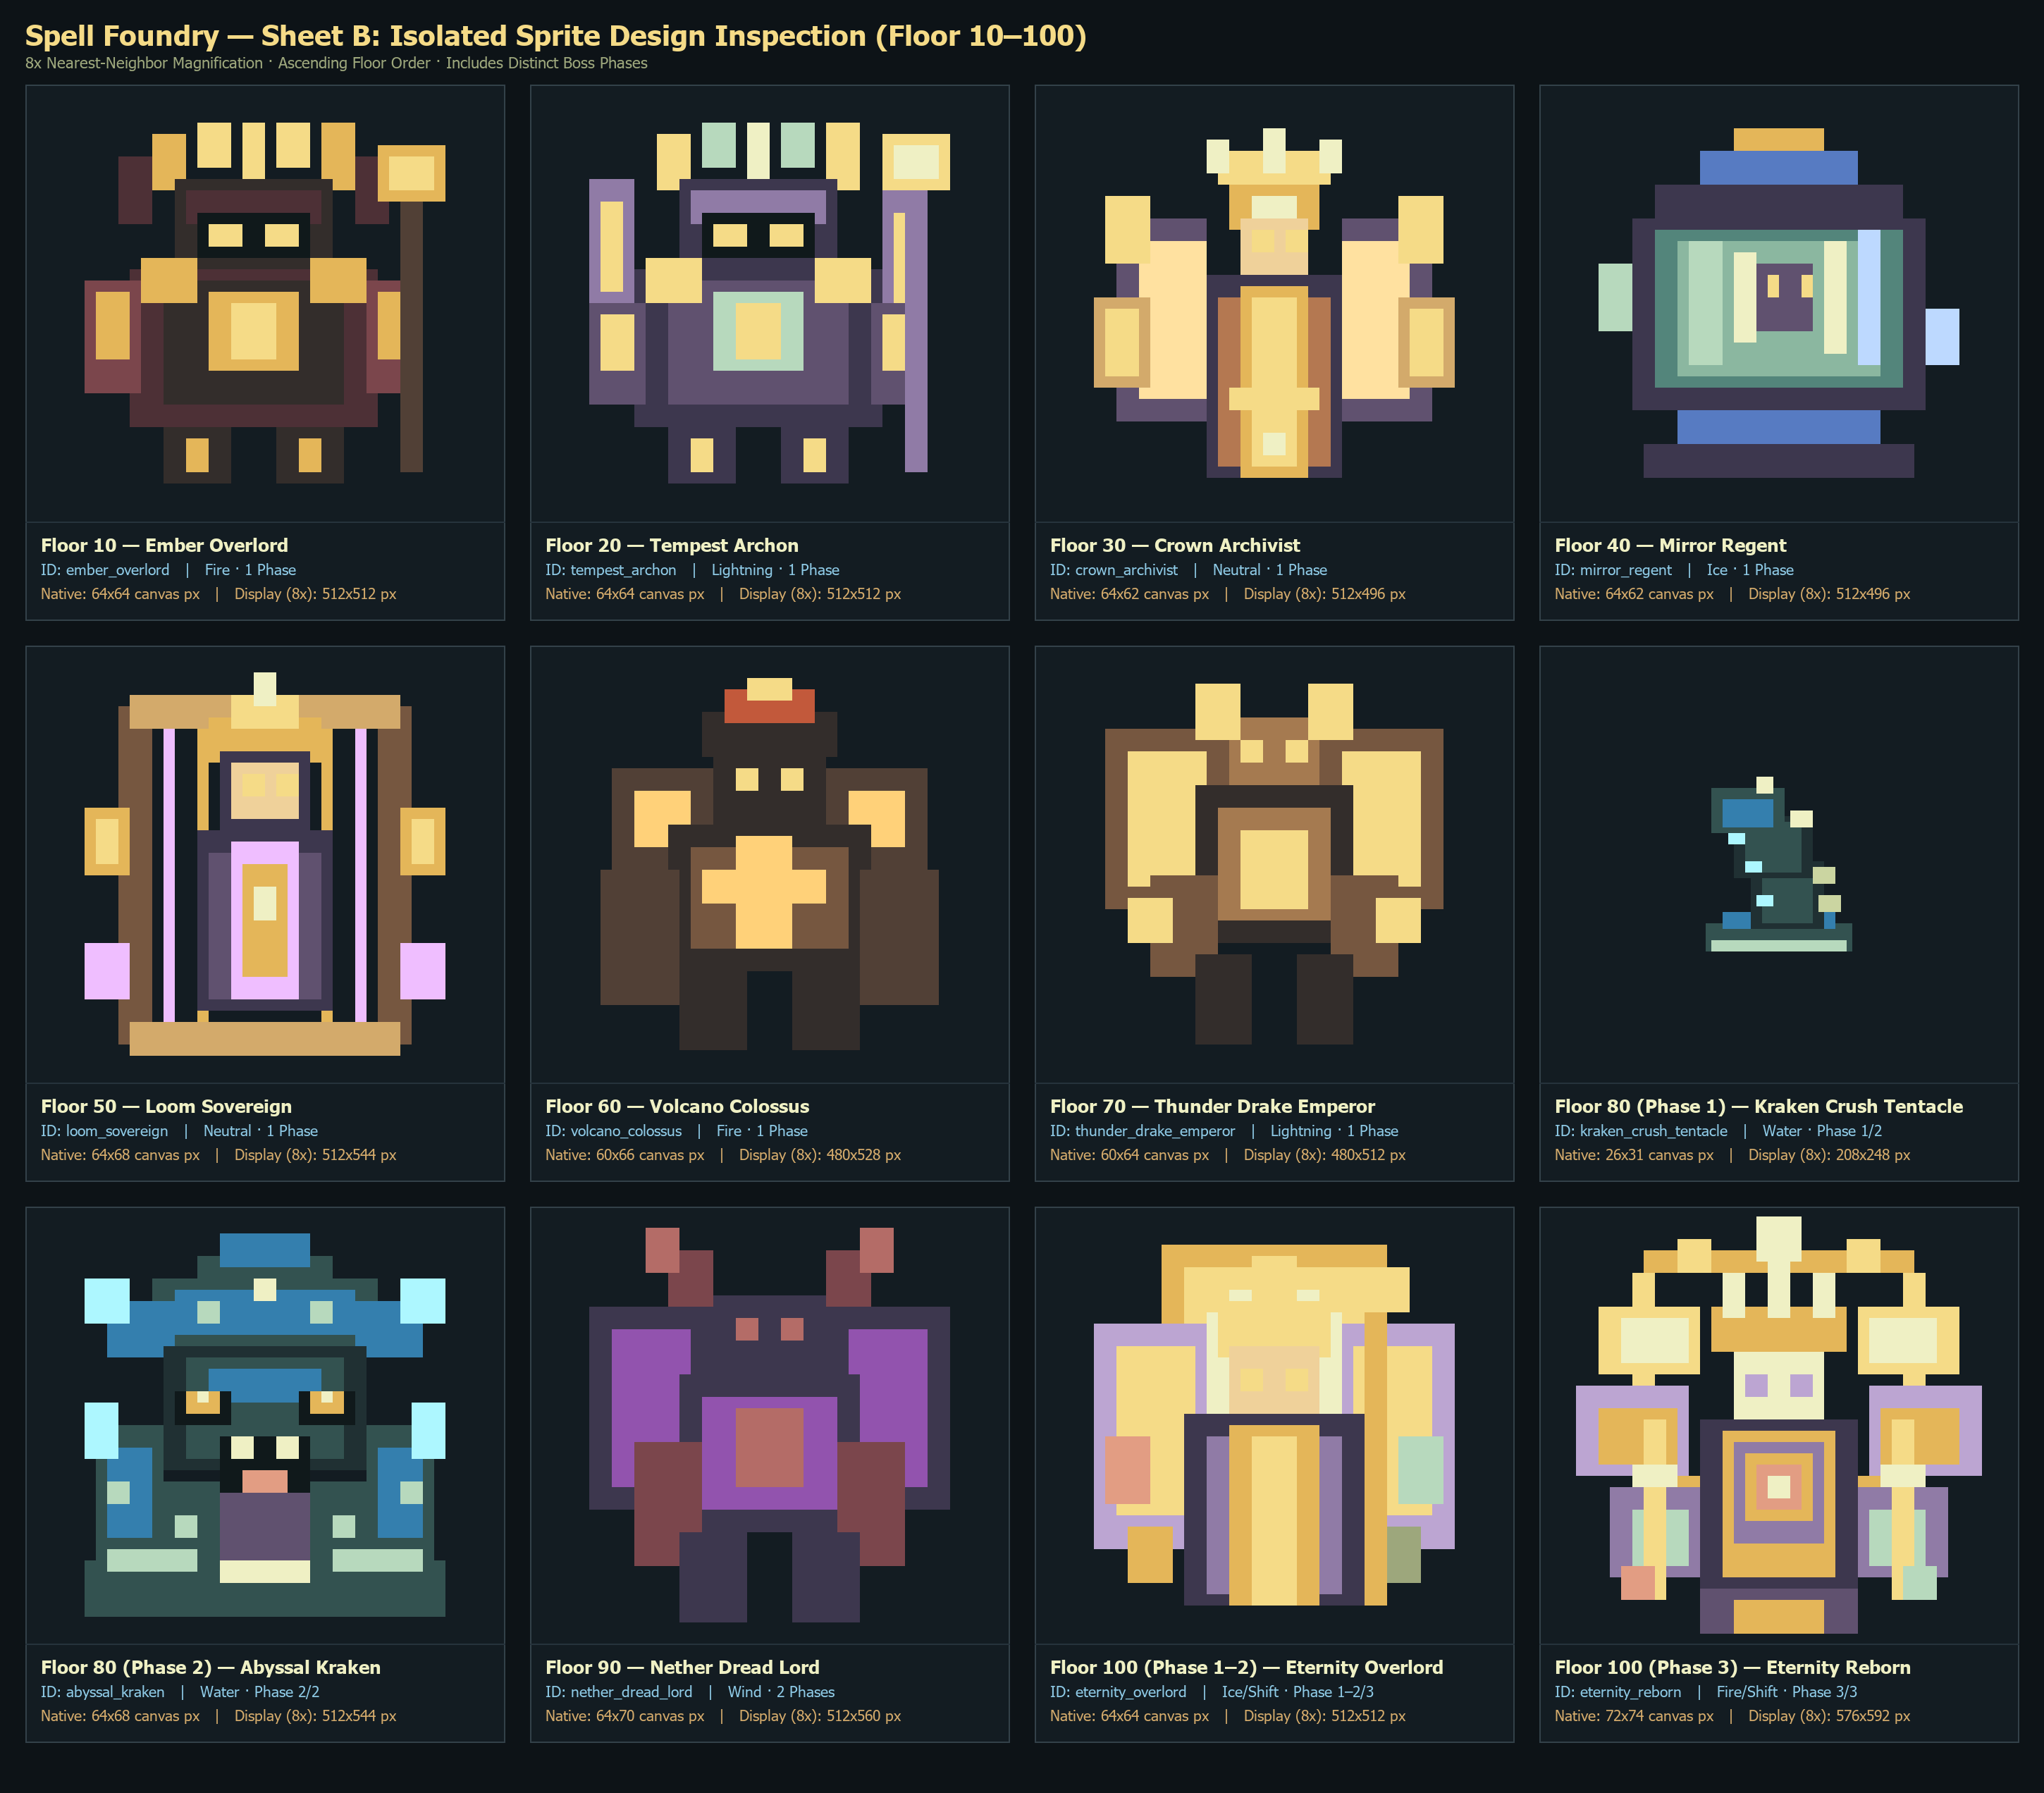 Spell Foundry — Sheet B: Isolated Sprite Design Inspection (Floor 10–100)
8x Nearest-Neighbor Magnification · Ascending Floor Order · Includes Distinct Boss Phases
Floor 10 — Ember Overlord
ID: ember_overlord | Fire · 1 Phase
Native: 64x64 canvas px | Display (8x): 512x512 px
Floor 20 — Tempest Archon
ID: tempest_archon | Lightning · 1 Phase
Native: 64x64 canvas px | Display (8x): 512x512 px
Floor 30 — Crown Archivist
ID: crown_archivist | Neutral · 1 Phase
Native: 64x62 canvas px | Display (8x): 512x496 px
Floor 40 — Mirror Regent
ID: mirror_regent | Ice · 1 Phase
Native: 64x62 canvas px | Display (8x): 512x496 px
Floor 50 — Loom Sovereign
ID: loom_sovereign | Neutral · 1 Phase
Native: 64x68 canvas px | Display (8x): 512x544 px
Floor 60 — Volcano Colossus
ID: volcano_colossus | Fire · 1 Phase
Native: 60x66 canvas px | Display (8x): 480x528 px
Floor 70 — Thunder Drake Emperor
ID: thunder_drake_emperor | Lightning · 1 Phase
Native: 60x64 canvas px | Display (8x): 480x512 px
Floor 80 (Phase 1) — Kraken Crush Tentacle
ID: kraken_crush_tentacle | Water · Phase 1/2
Native: 26x31 canvas px | Display (8x): 208x248 px
Floor 80 (Phase 2) — Abyssal Kraken
ID: abyssal_kraken | Water · Phase 2/2
Native: 64x68 canvas px | Display (8x): 512x544 px
Floor 90 — Nether Dread Lord
ID: nether_dread_lord | Wind · 2 Phases
Native: 64x70 canvas px | Display (8x): 512x560 px
Floor 100 (Phase 1–2) — Eternity Overlord
ID: eternity_overlord | Ice/Shift · Phase 1–2/3
Native: 64x64 canvas px | Display (8x): 512x512 px
Floor 100 (Phase 3) — Eternity Reborn
ID: eternity_reborn | Fire/Shift · Phase 3/3
Native: 72x74 canvas px | Display (8x): 576x592 px